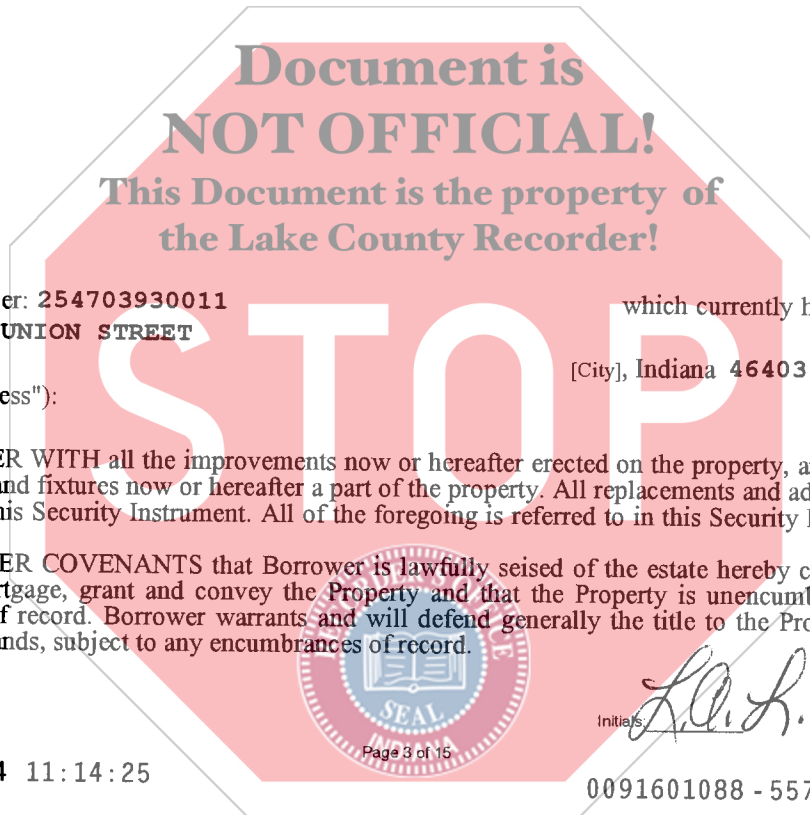 Document is
NOT OFFICIAL!
This Document is the property of
the Lake County Recorder!
er: 254703930011
which currently h
UNION STREET
[City], Indiana 46403
ess"):
STOP
ER WITH all the improvements now or hereafter erected on the property, a
nd fixtures now or hereafter a part of the property. All replacements and ad
his Security Instrument. All of the foregoing is referred to in this Security I
ER COVENANTS that Borrower is lawfully seised of the estate hereby c
rtgage, grant and convey the Property and that the Property is unencuml
f record. Borrower warrants and will defend generally the title to the Pro
nds, subject to any encumbrances of record.
RECORDER'S OFFICE
SEAL
INDIANA
Initials: L.A.L.
Page 3 of 15
4 11:14:25
0091601088 - 557